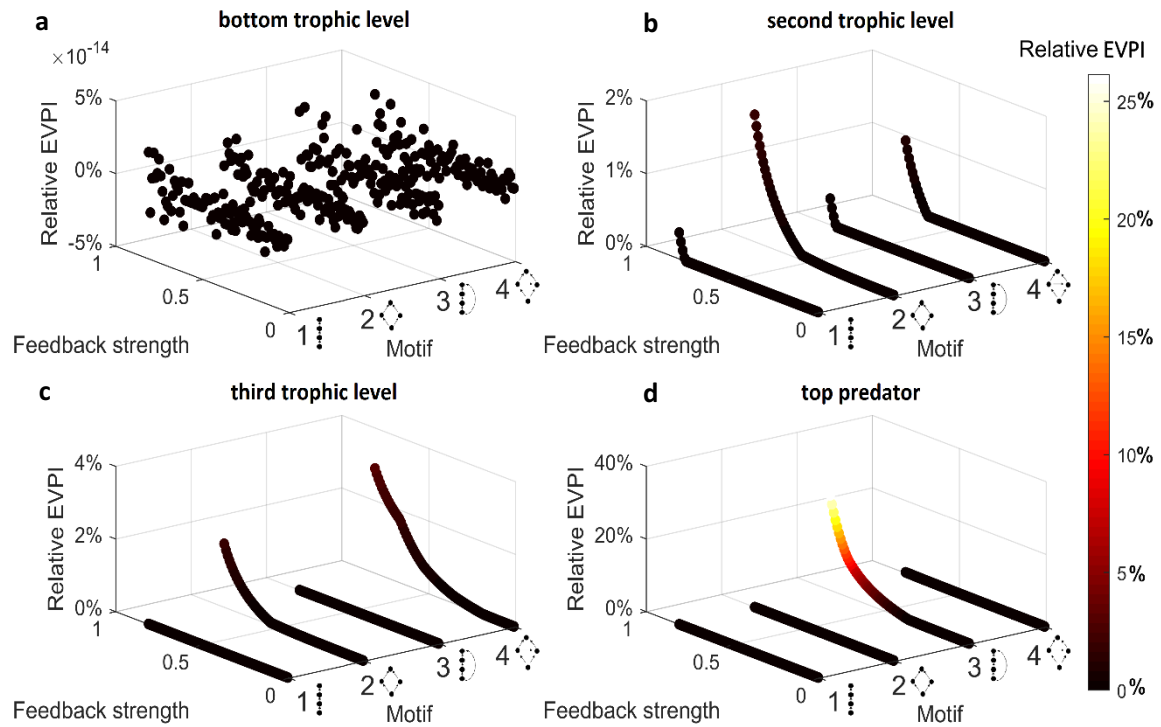 a bottom trophic level
×10⁻¹⁴
Relative EVPI
5%
0%
-5%
1
0.5
0
Feedback strength
1 2 3 4
Motif
b second trophic level
Relative EVPI
2%
1%
0%
1
0.5
0
Feedback strength
1 2 3 4
Motif
Relative EVPI
25%
20%
15%
10%
5%
0%
c third trophic level
Relative EVPI
4%
2%
0%
1
0.5
0
Feedback strength
1 2 3 4
Motif
d top predator
Relative EVPI
40%
20%
0%
1
0.5
0
Feedback strength
1 2 3 4
Motif